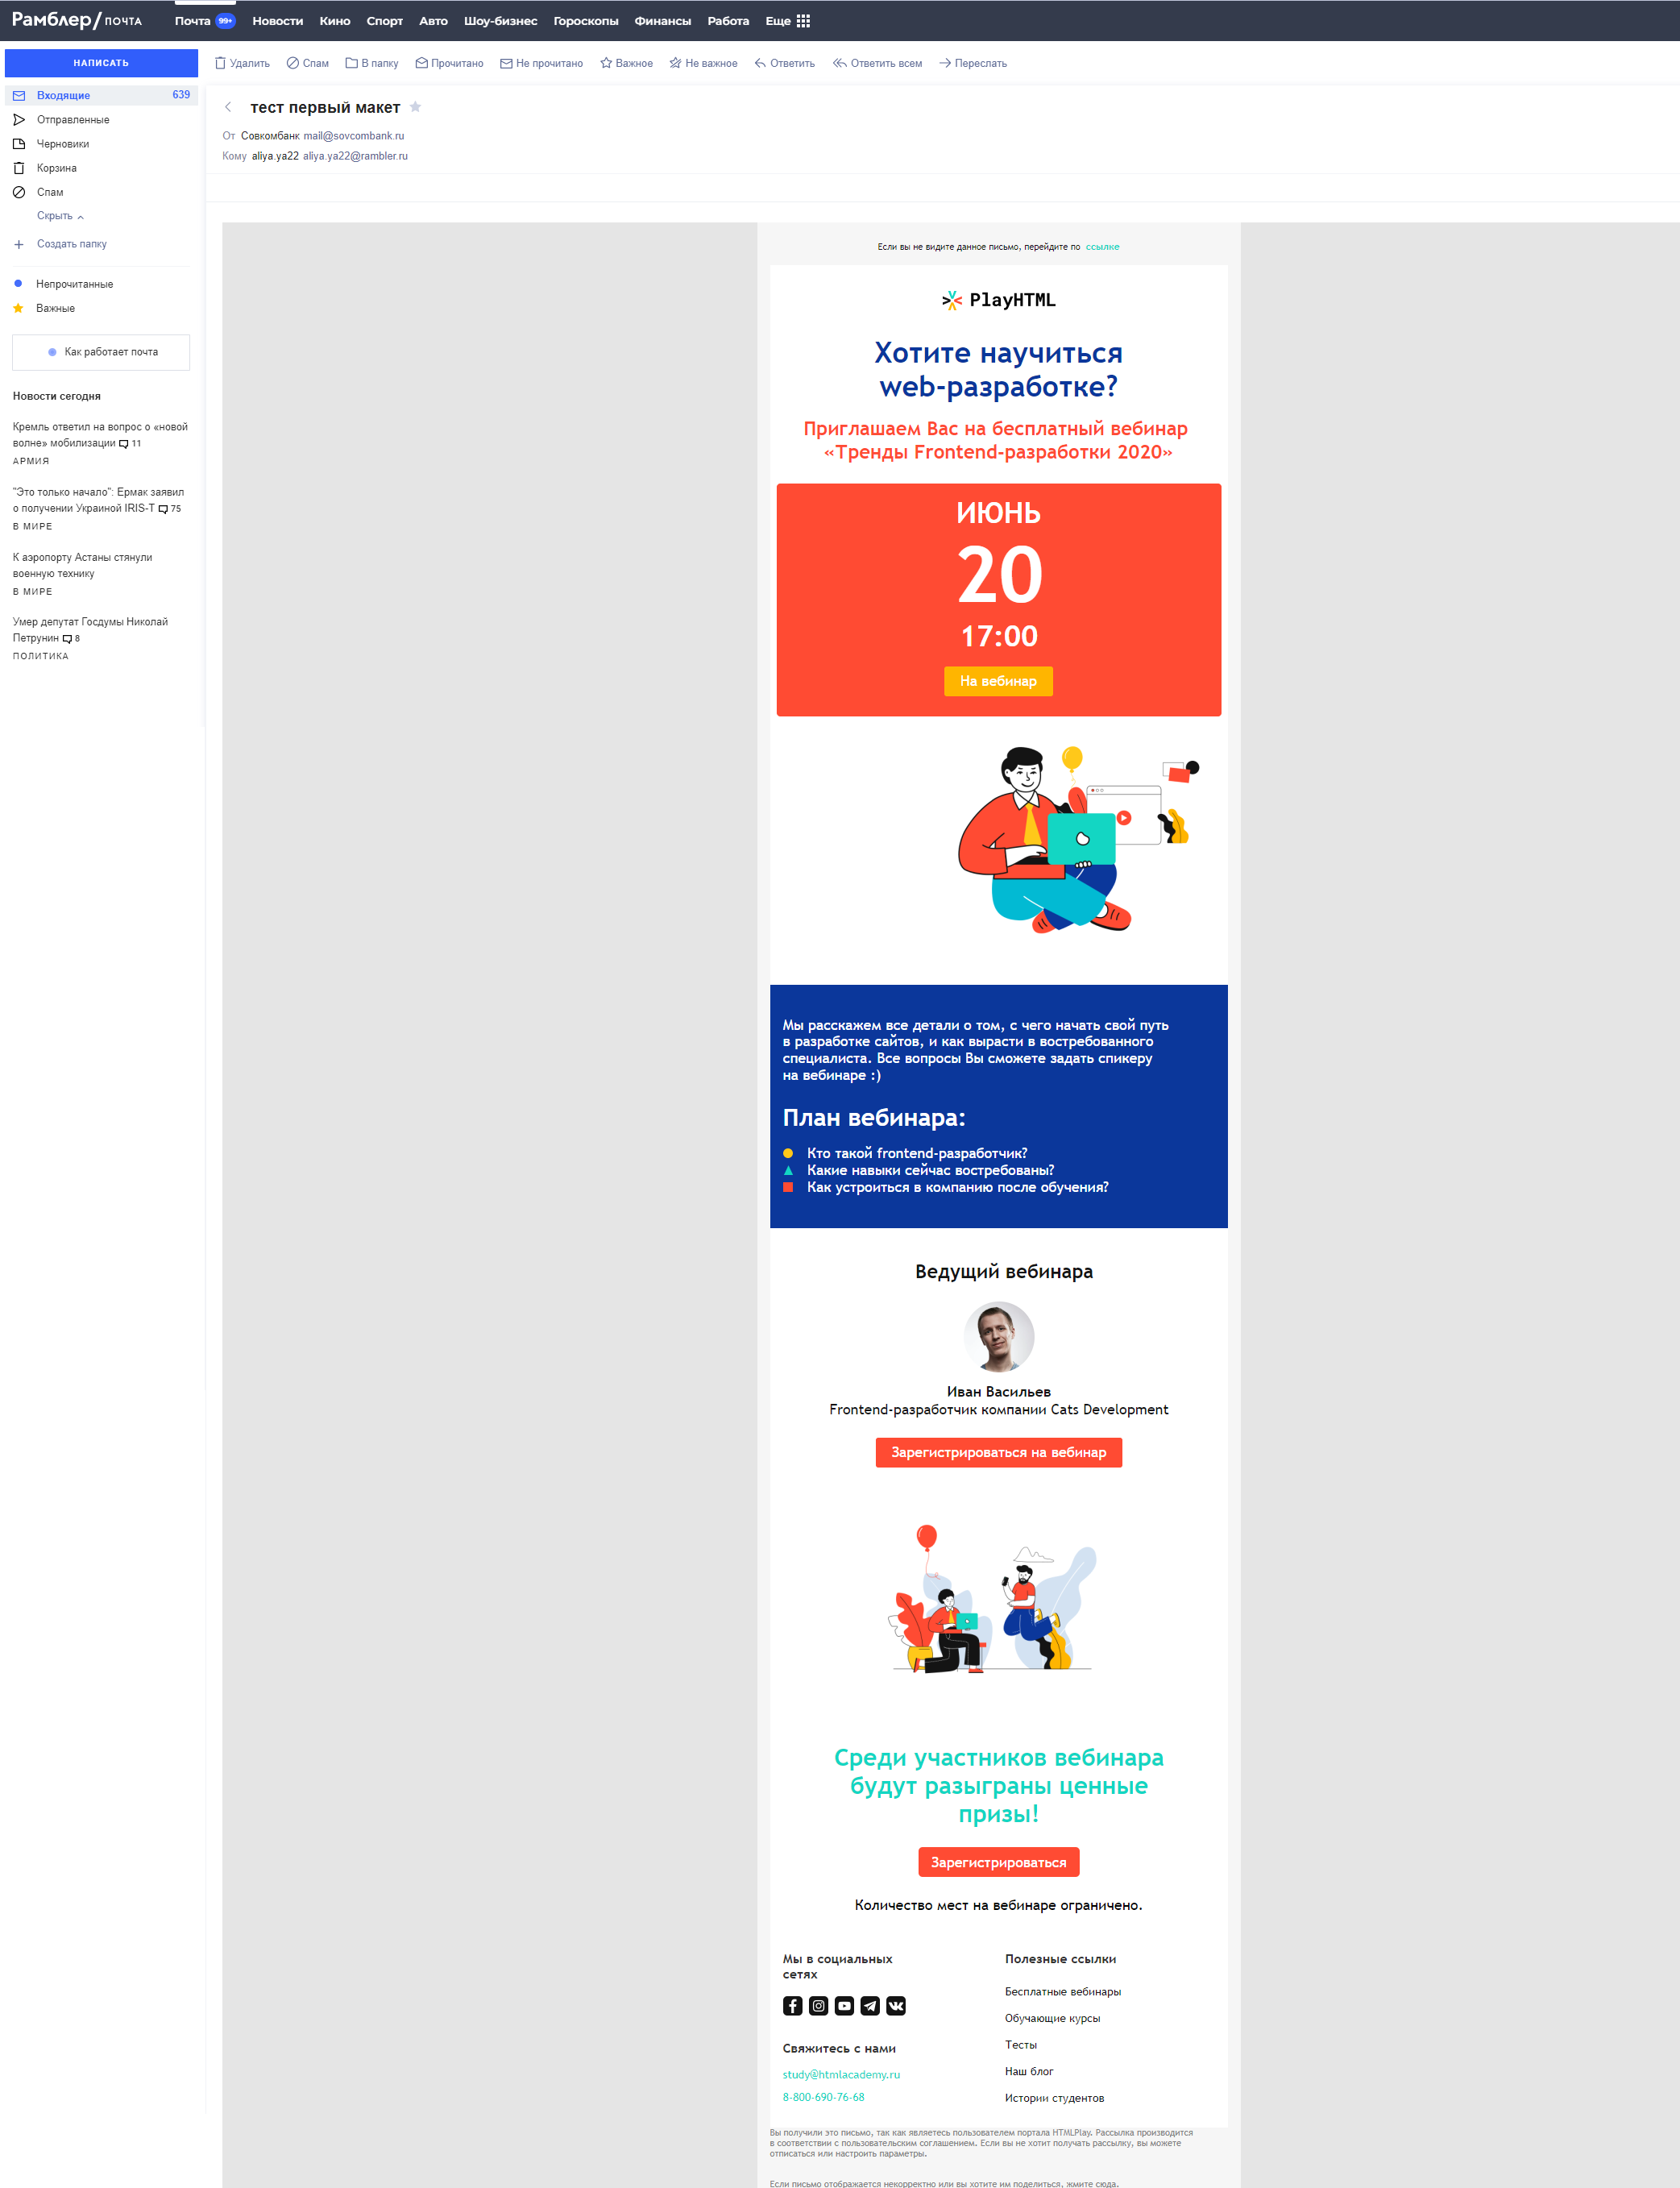 Рамблер/ почта
Почта 99+ Новости Кино Спорт Авто Шоу-бизнес Гороскопы Финансы Работа Еще
НАПИСАТЬ
Удалить Спам В папку Прочитано Не прочитано Важное Не важное Ответить Ответить всем Переслать
Входящие 639
Отправленные
Черновики
Корзина
Спам
Скрыть
Создать папку
Непрочитанные
Важные
Как работает почта
Новости сегодня
Кремль ответил на вопрос о «новой
волне» мобилизации 11
АРМИЯ
"Это только начало": Ермак заявил
о получении Украиной IRIS-T 75
В МИРЕ
К аэропорту Астаны стянули
военную технику
В МИРЕ
Умер депутат Госдумы Николай
Петрунин 8
ПОЛИТИКА
тест первый макет
От Совкомбанк mail@sovcombank.ru
Кому aliya.ya22 aliya.ya22@rambler.ru
Если вы не видите данное письмо, перейдите по ссылке
PlayHTML
Хотите научиться
web-разработке?
Приглашаем Вас на бесплатный вебинар
«Тренды Frontend-разработки 2020»
ИЮНЬ
20
17:00
На вебинар
Мы расскажем все детали о том, с чего начать свой путь
в разработке сайтов, и как вырасти в востребованного
специалиста. Все вопросы Вы сможете задать спикеру
на вебинаре :)
План вебинара:
Кто такой frontend-разработчик?
Какие навыки сейчас востребованы?
Как устроиться в компанию после обучения?
Ведущий вебинара
Иван Васильев
Frontend-разработчик компании Cats Development
Зарегистрироваться на вебинар
Среди участников вебинара
будут разыграны ценные
призы!
Зарегистрироваться
Количество мест на вебинаре ограничено.
Мы в социальных
сетях
Свяжитесь с нами
study@htmlacademy.ru
8-800-690-76-68
Полезные ссылки
Бесплатные вебинары
Обучающие курсы
Тесты
Наш блог
Истории студентов
Вы получили это письмо, так как являетесь пользователем портала HTMLPlay. Рассылка производится
в соответствии с пользовательским соглашением. Если вы не хотит получать рассылку, вы можете
отписаться или настроить параметры.
Если письмо отображается некорректно или вы хотите им поделиться, жмите сюда.